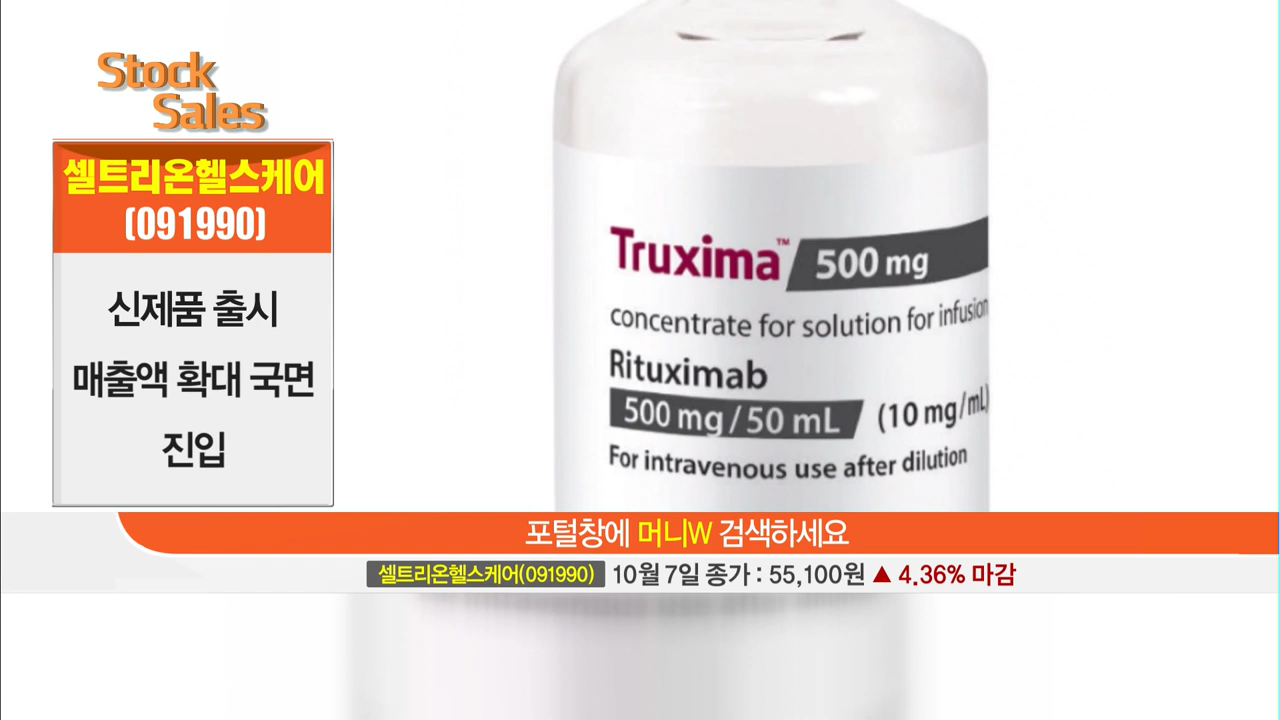 Stock
Sales
셀트리온헬스케어
(091990)
신제품 출시
매출액 확대 국면
진입
Truxima™ 500 mg
concentrate for solution for infusion
Rituximab
500 mg / 50 mL (10 mg/mL)
For intravenous use after dilution
포털창에 머니W 검색하세요
셀트리온헬스케어(091990) 10월 7일 종가 : 55,100원 ▲ 4.36% 마감